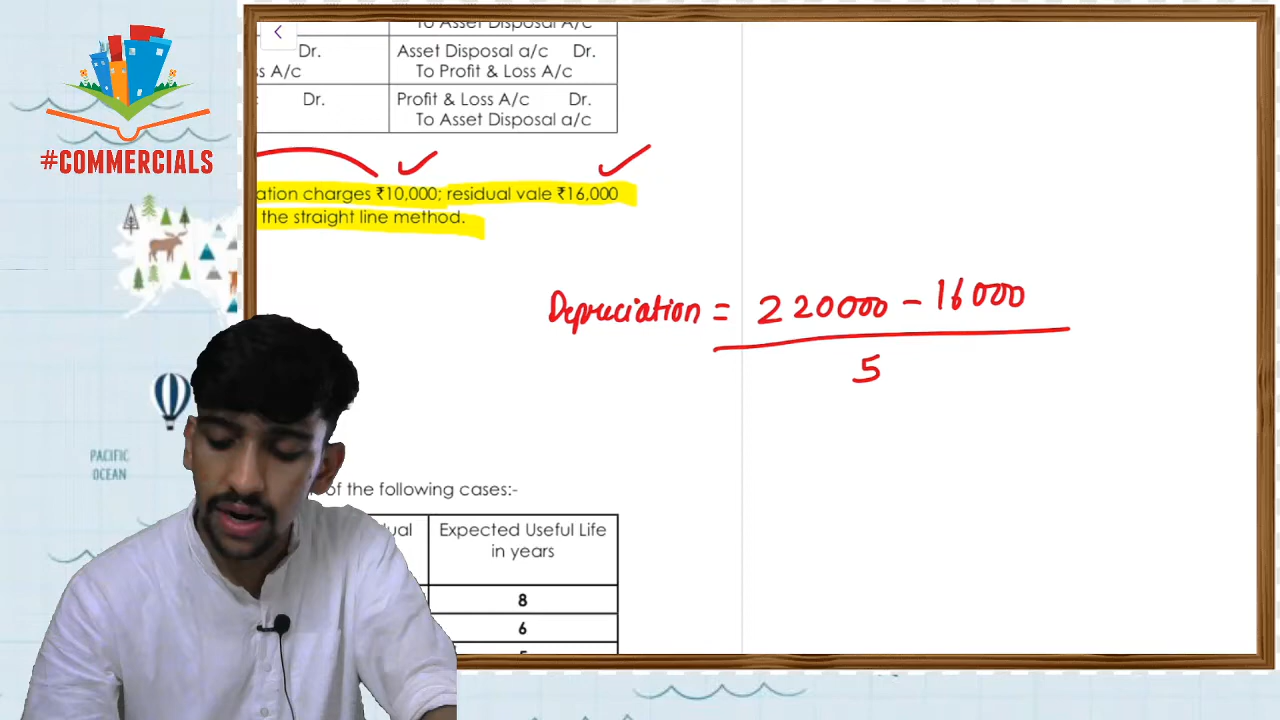 To Asset Disposal A/c
Dr.
Asset Disposal a/c Dr.
ss A/c
To Profit & Loss A/c
Dr.
Profit & Loss A/c Dr.
To Asset Disposal a/c
#COMMERCIALS
ation charges ₹10,000; residual vale ₹16,000
the straight line method.
Depreciation = 220000 - 16000
5
PACIFIC
OCEAN
of the following cases:-
ual
Expected Useful Life
in years
8
6